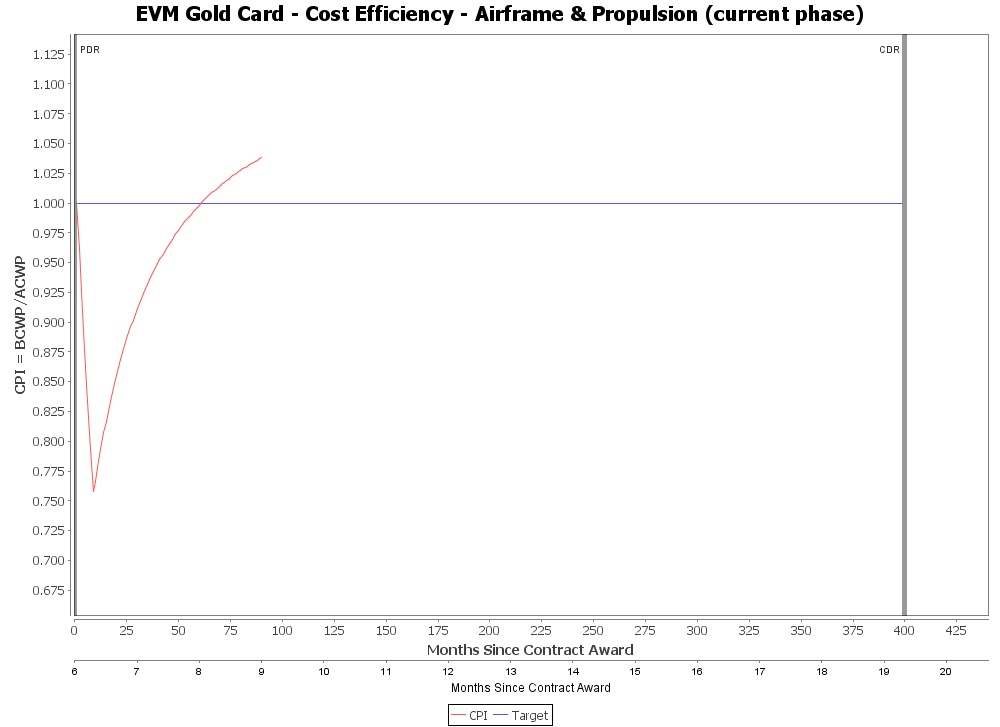 EVM Gold Card - Cost Efficiency - Airframe & Propulsion (current phase)
PDR
CDR
1.125
1.100
1.075
1.050
1.025
1.000
0.975
0.950
0.925
0.900
0.875
0.850
0.825
0.800
0.775
0.750
0.725
0.700
0.675
CPI = BCWP/ACWP
0 25 50 75 100 125 150 175 200 225 250 275 300 325 350 375 400 425
Months Since Contract Award
6 7 8 9 10 11 12 13 14 15 16 17 18 19 20
Months Since Contract Award
CPI Target